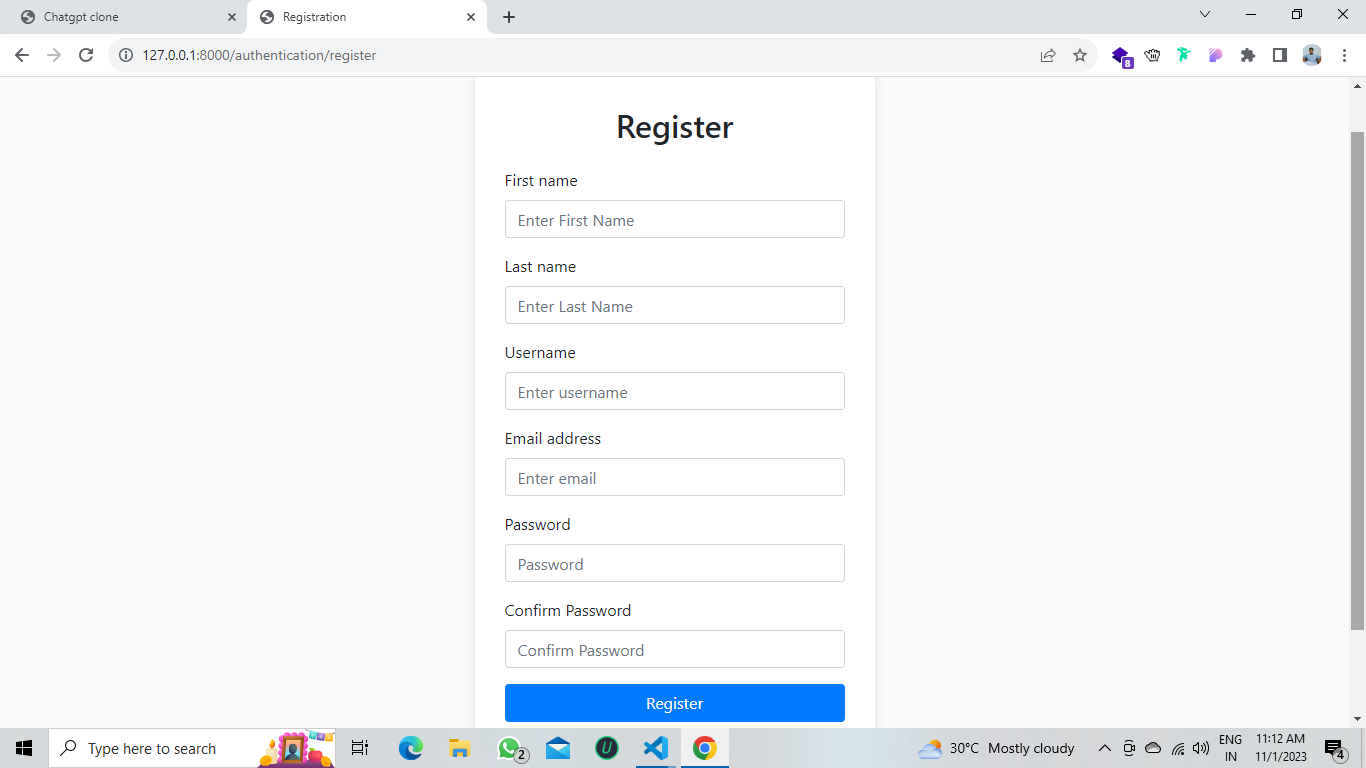 Chatgpt clone
Registration
127.0.0.1:8000/authentication/register
8
Register
First name
Enter First Name
Last name
Enter Last Name
Username
Enter username
Email address
Enter email
Password
Password
Confirm Password
Confirm Password
Register
Type here to search
2
U
30°C Mostly cloudy
ENG
IN
11:12 AM
11/1/2023
4